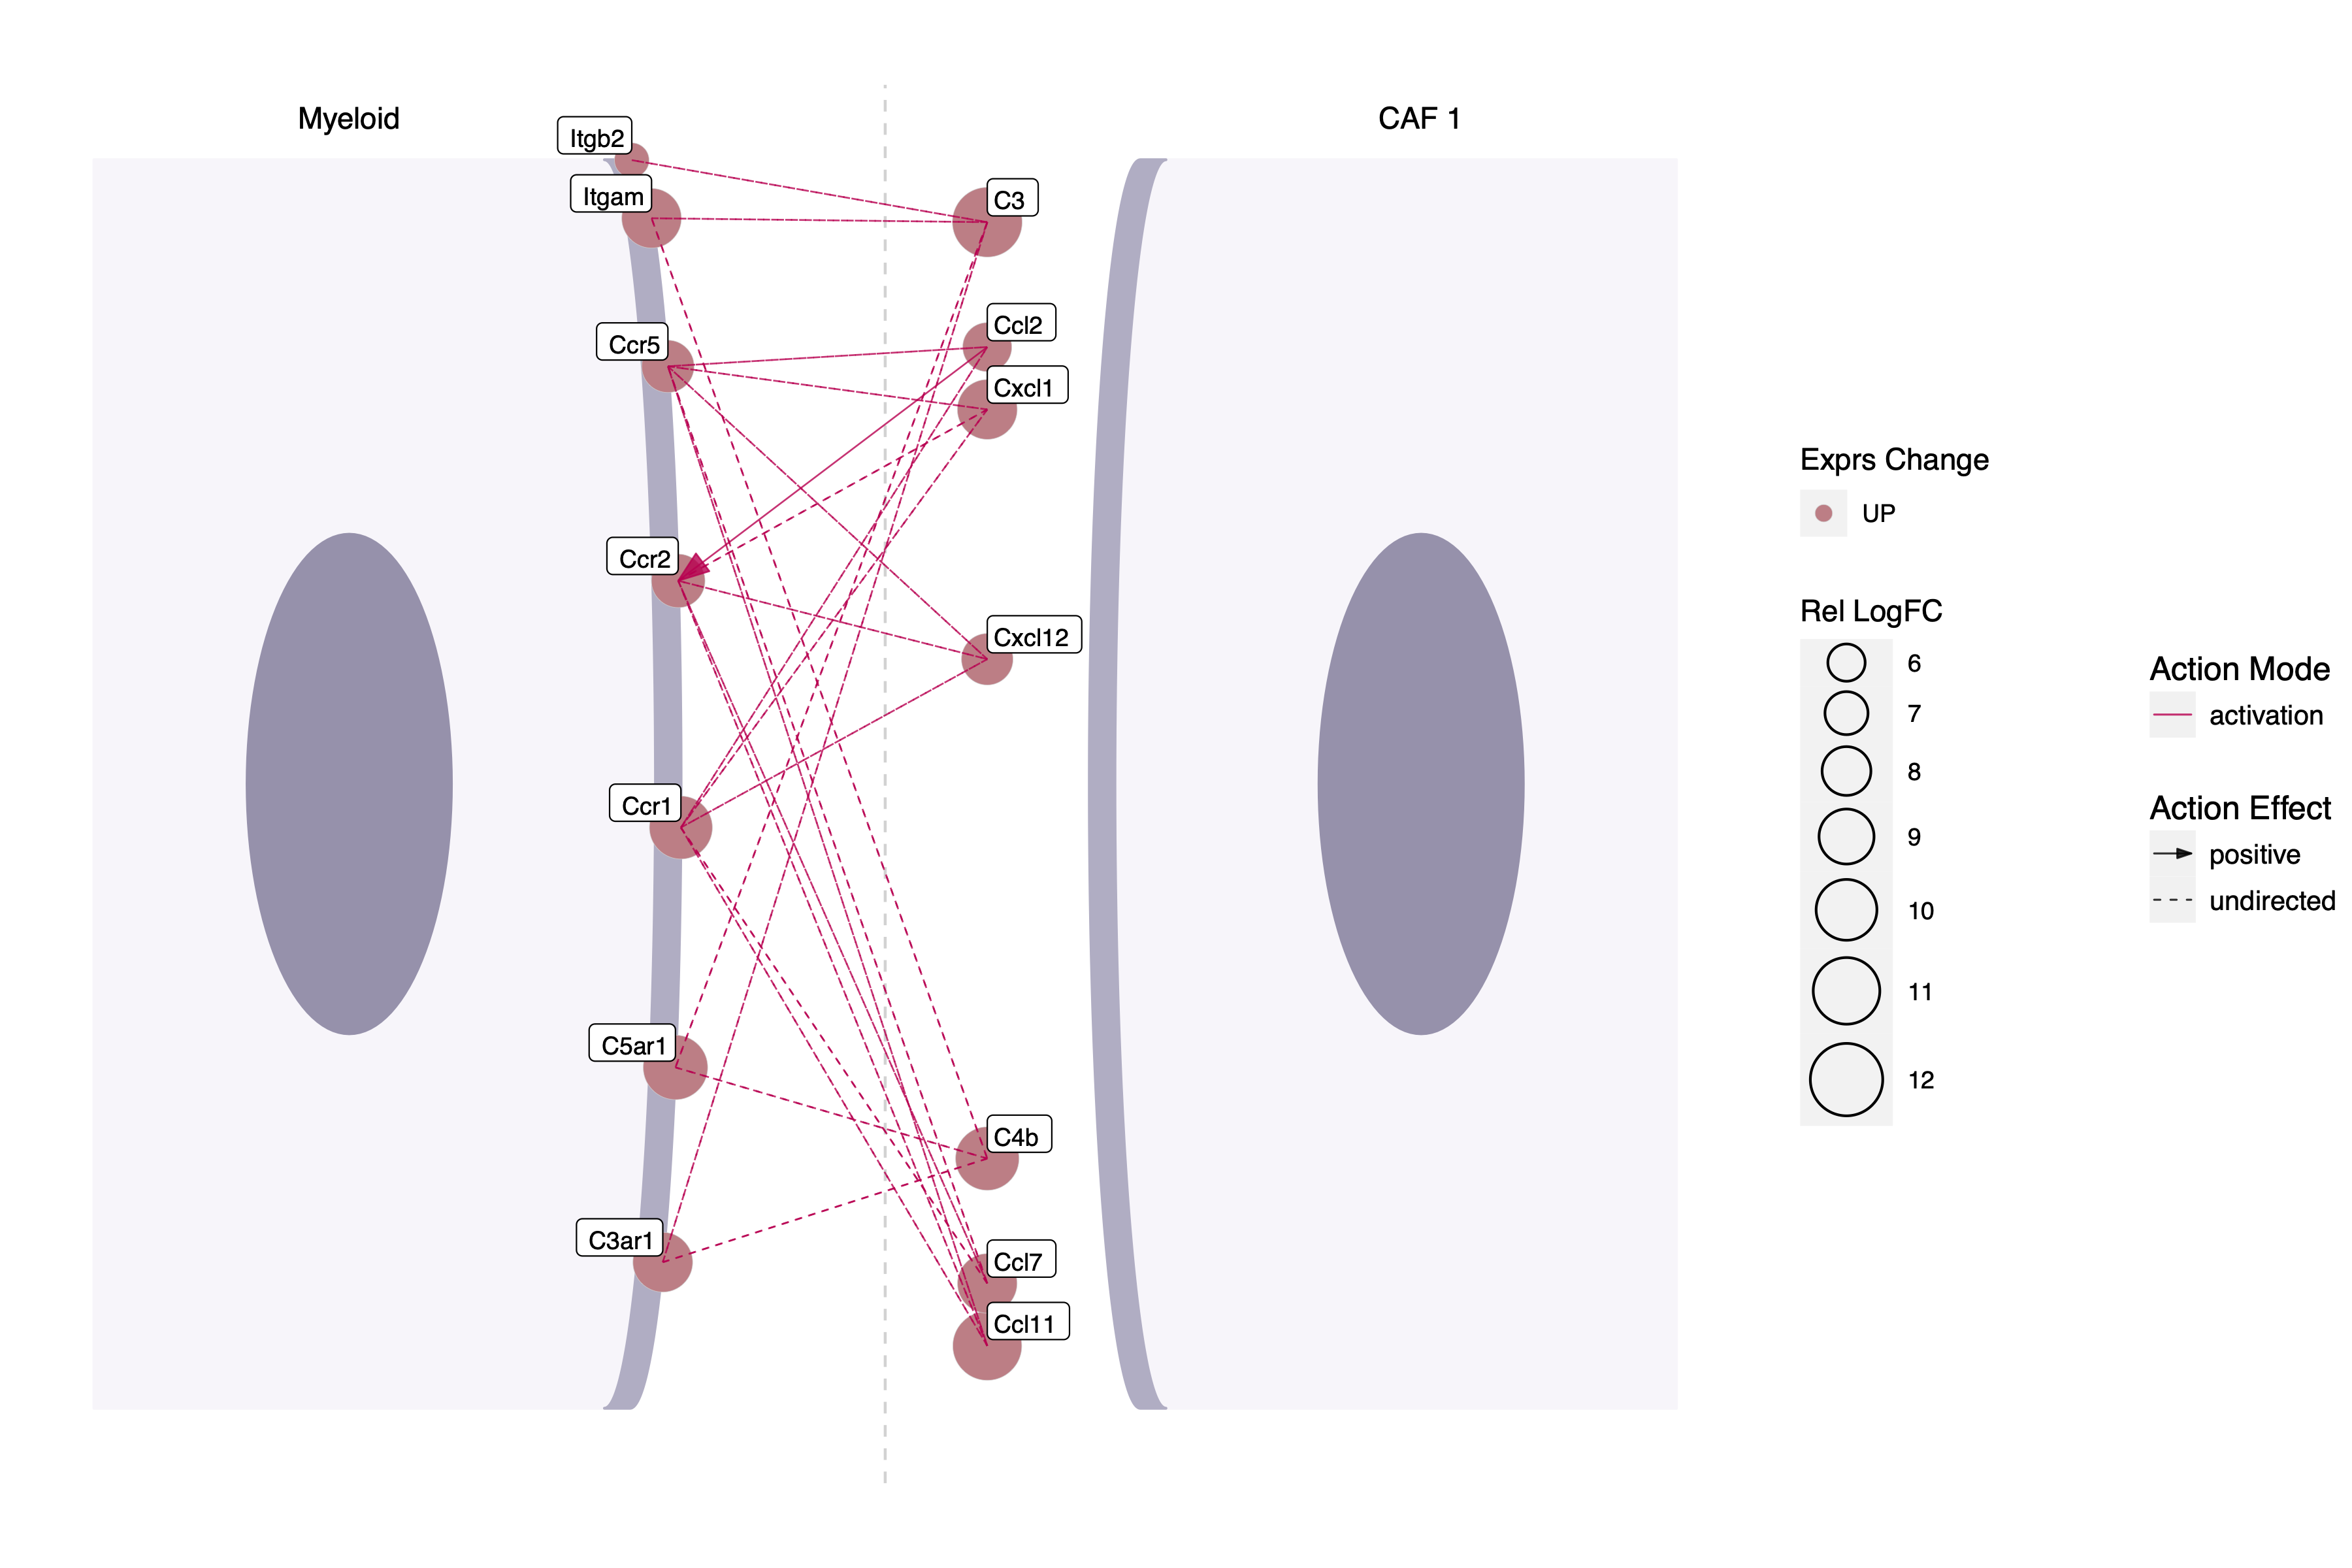 Myeloid
CAF 1
Itgb2
Itgam
C3
Ccl2
Ccr5
Cxcl1
Ccr2
Cxcl12
Ccr1
C5ar1
C4b
C3ar1
Ccl7
Ccl11
Exprs Change
UP
Rel LogFC
6
7
8
9
10
11
12
Action Mode
activation
Action Effect
positive
undirected